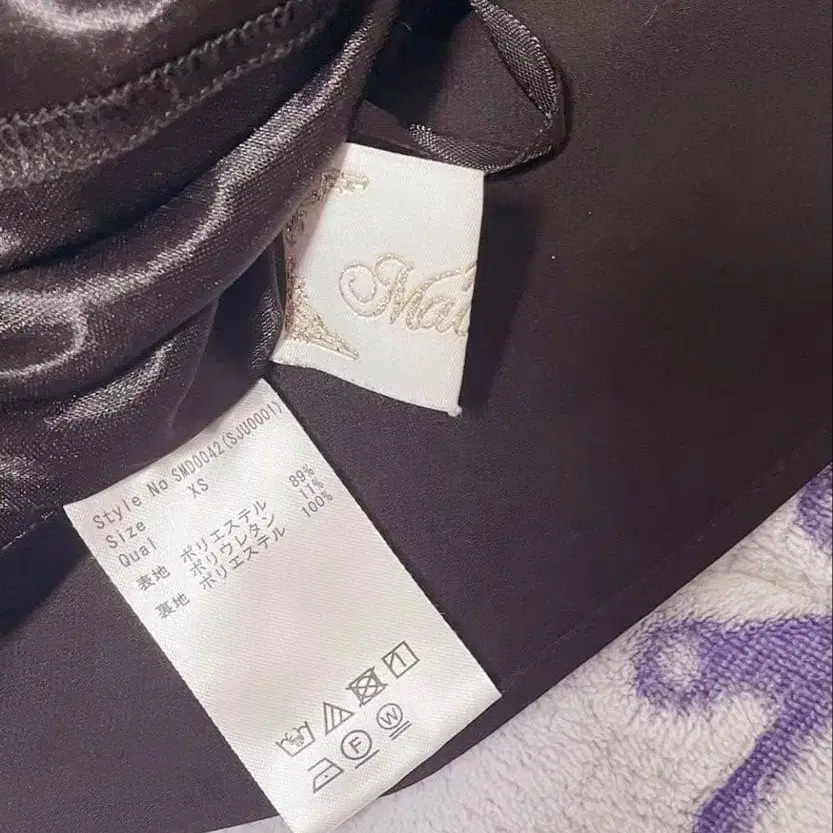 Mai
Style No SMD0042(SJU0001)
Size XS
Qual
表地 ポリエステル 89%
ポリウレタン 11%
裏地 ポリエステル 100%
F W